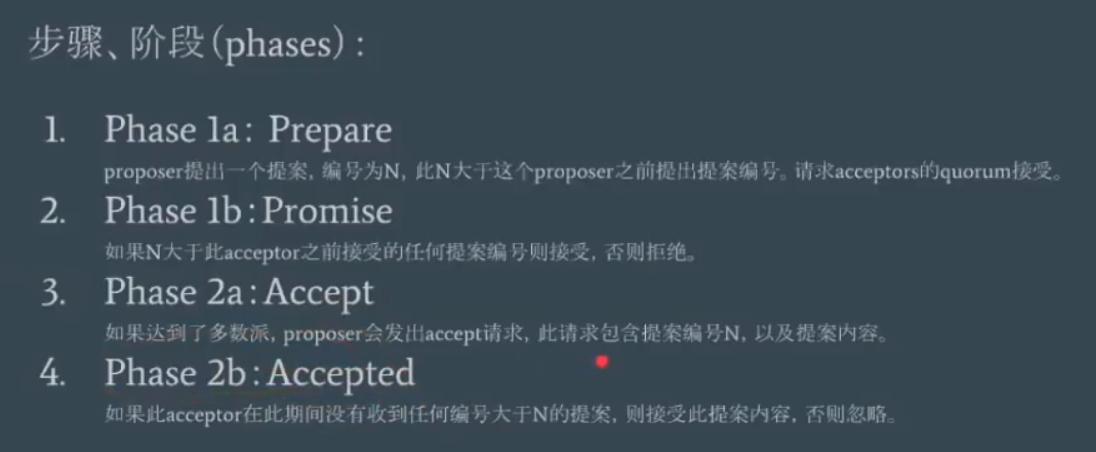 步骤、阶段(phases)：
1. Phase 1a: Prepare
proposer提出一个提案, 编号为N, 此N大于这个proposer之前提出提案编号。请求acceptors的quorum接受。
2. Phase 1b:Promise
如果N大于此acceptor之前接受的任何提案编号则接受, 否则拒绝。
3. Phase 2a:Accept
如果达到了多数派, proposer会发出accept请求, 此请求包含提案编号N, 以及提案内容。
4. Phase 2b:Accepted
如果此acceptor在此期间没有收到任何编号大于N的提案, 则接受此提案内容, 否则忽略。